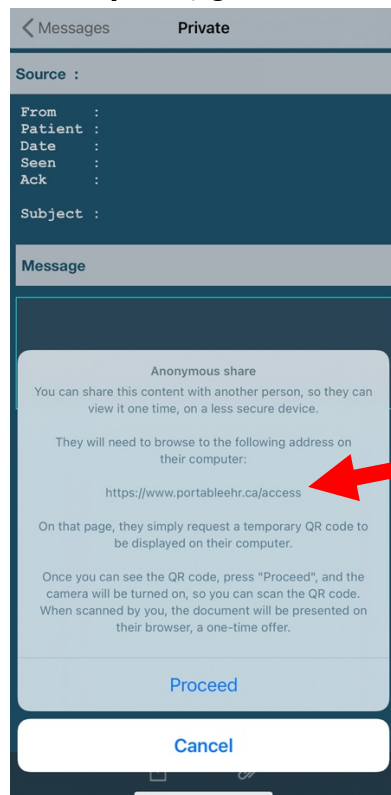 Messages Private
Source :
From :
Patient :
Date :
Seen :
Ack :
Subject :
Message
Anonymous share
You can share this content with another person, so they can
view it one time, on a less secure device.
They will need to browse to the following address on
their computer:
https://www.portableehr.ca/access
On that page, they simply request a temporary QR code to
be displayed on their computer.
Once you can see the QR code, press "Proceed", and the
camera will be turned on, so you can scan the QR code.
When scanned by you, the document will be presented on
their browser, a one-time offer.
Proceed
Cancel